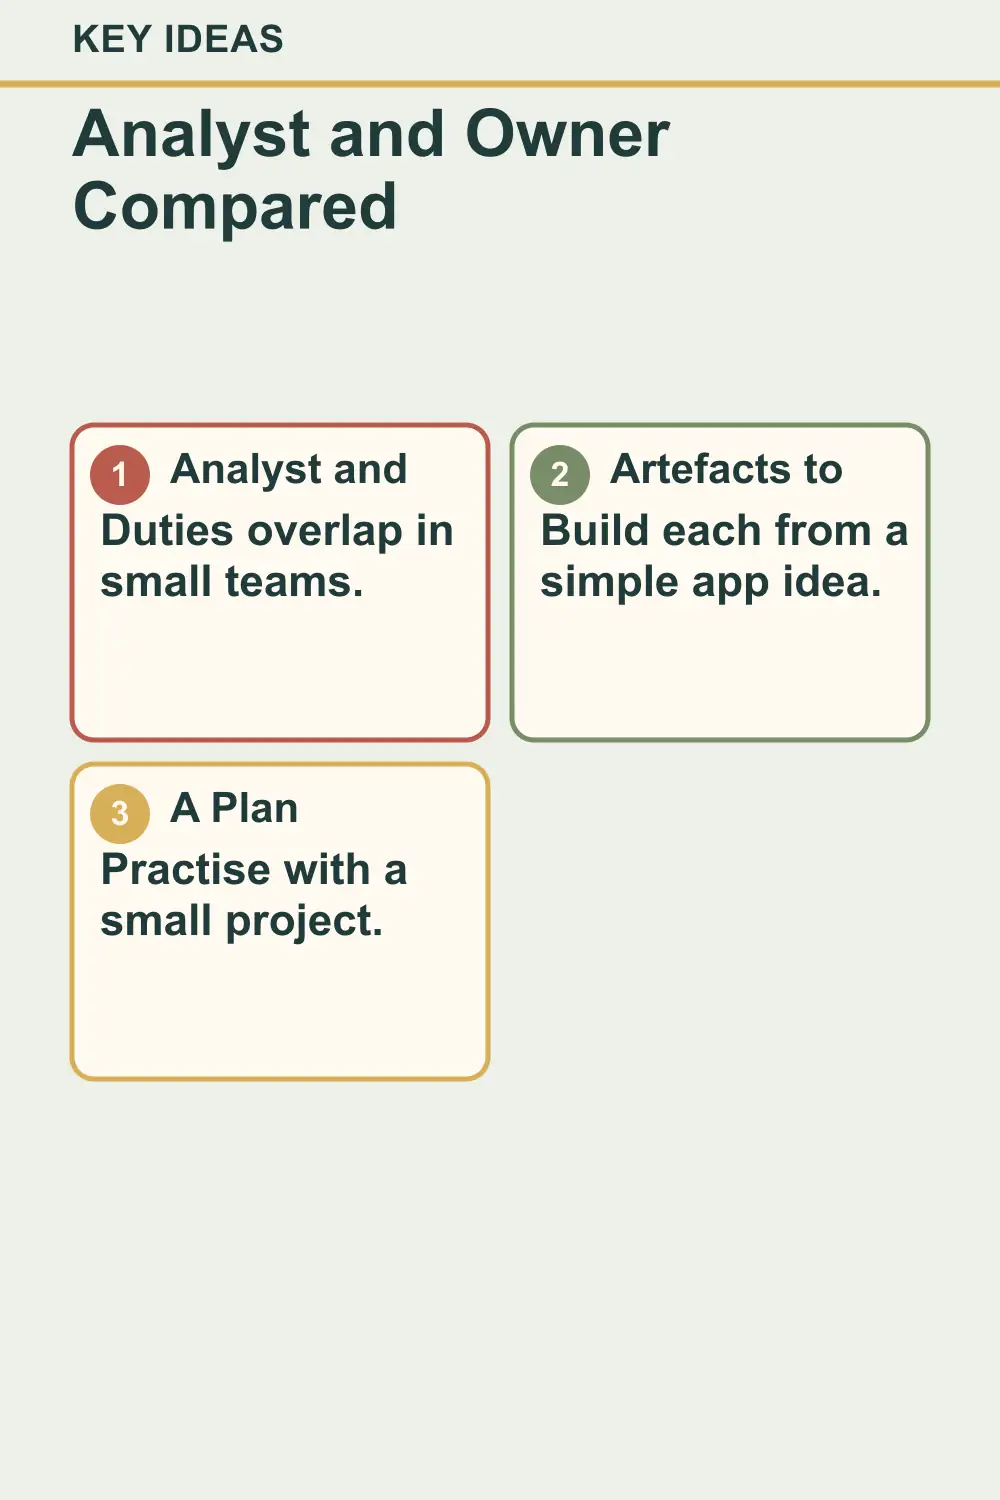 KEY IDEAS
Analyst and Owner
Compared
1 Analyst and
Duties overlap in
small teams.
2 Artefacts to
Build each from a
simple app idea.
3 A Plan
Practise with a
small project.